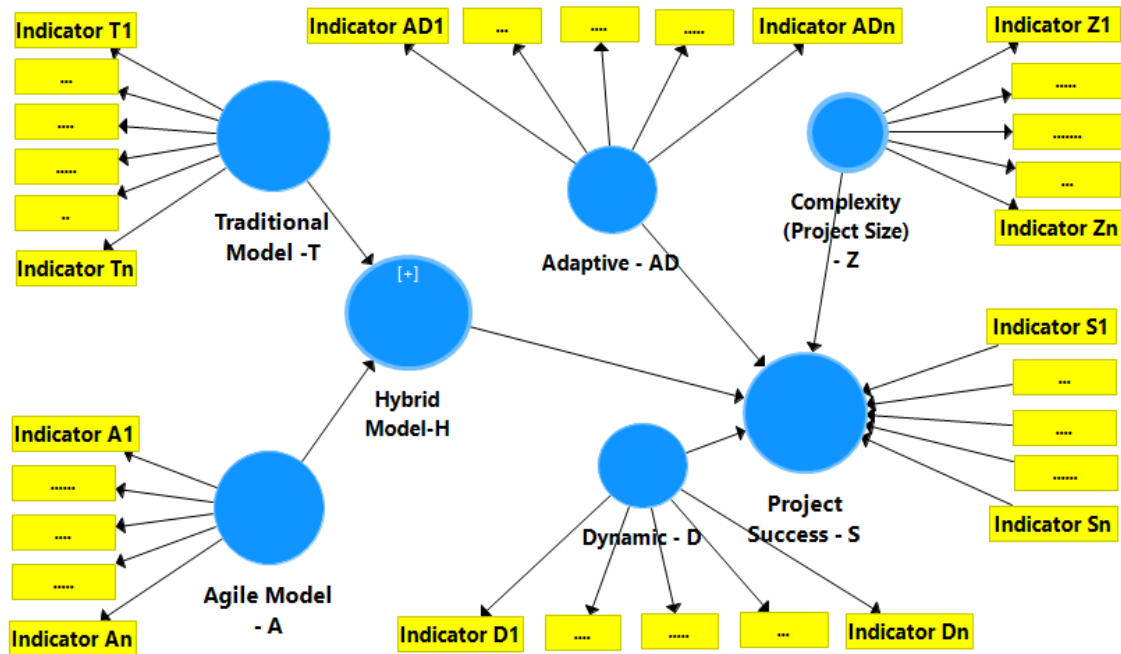 Indicator T1
...
....
.....
..
Indicator Tn
Traditional
Model -T
Indicator AD1
...
....
.....
Indicator ADn
Adaptive - AD
Indicator Z1
.....
.......
...
Indicator Zn
Complexity
(Project Size)
- Z
[+]
Hybrid
Model-H
Indicator A1
......
....
.....
Indicator An
Agile Model
- A
Dynamic - D
Indicator D1
....
.....
...
Indicator Dn
Project
Success - S
Indicator S1
...
....
......
Indicator Sn